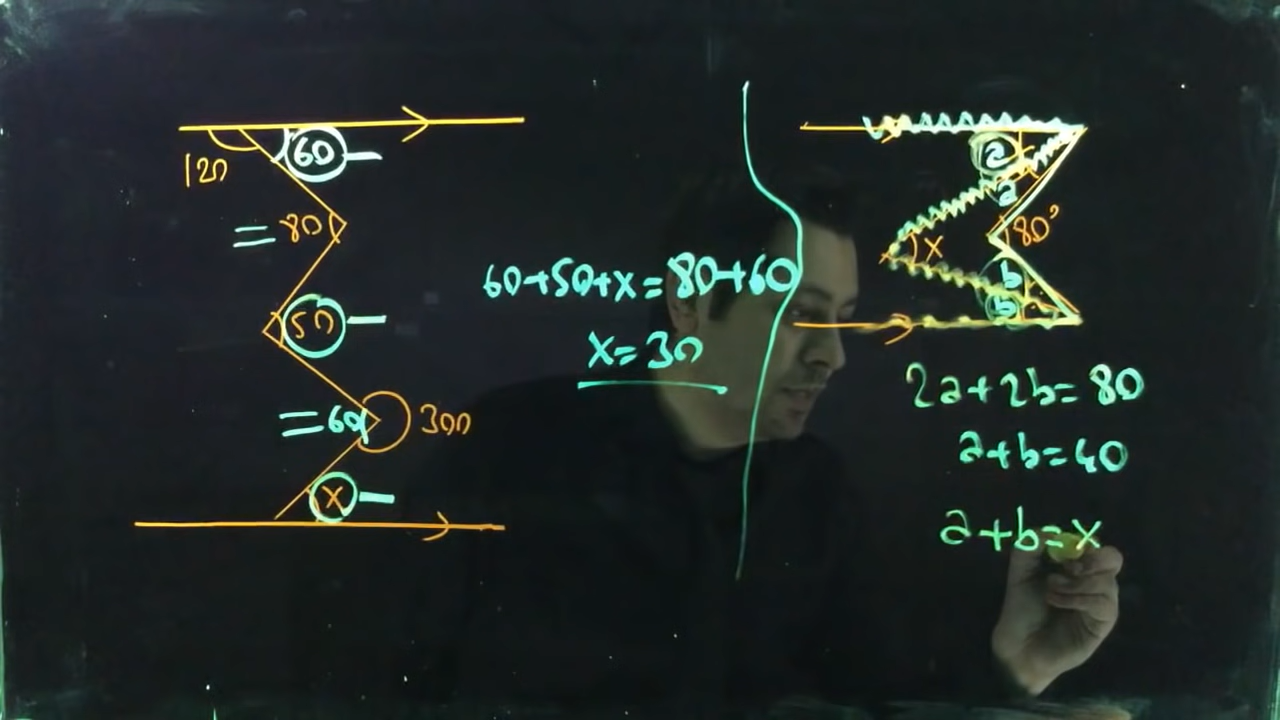 120
60
= 80
50
= 60
300
x
60+50+x=80+60
x=30
a
a
x
80°
b
b
2a+2b=80
a+b=40
a+b=x